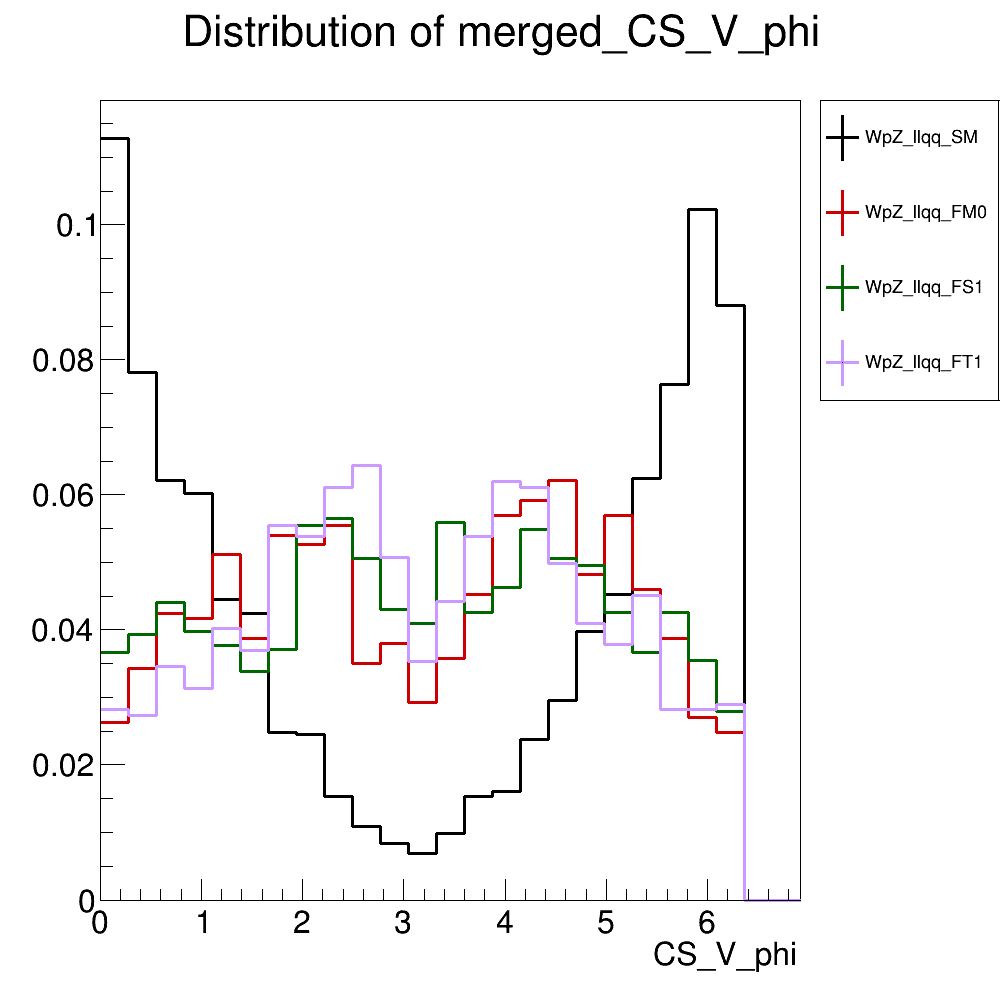 Distribution of merged_CS_V_phi
WpZ_llqq_SM
WpZ_llqq_FM0
WpZ_llqq_FS1
WpZ_llqq_FT1
0.1
0.08
0.06
0.04
0.02
0
0 1 2 3 4 5 6
CS_V_phi